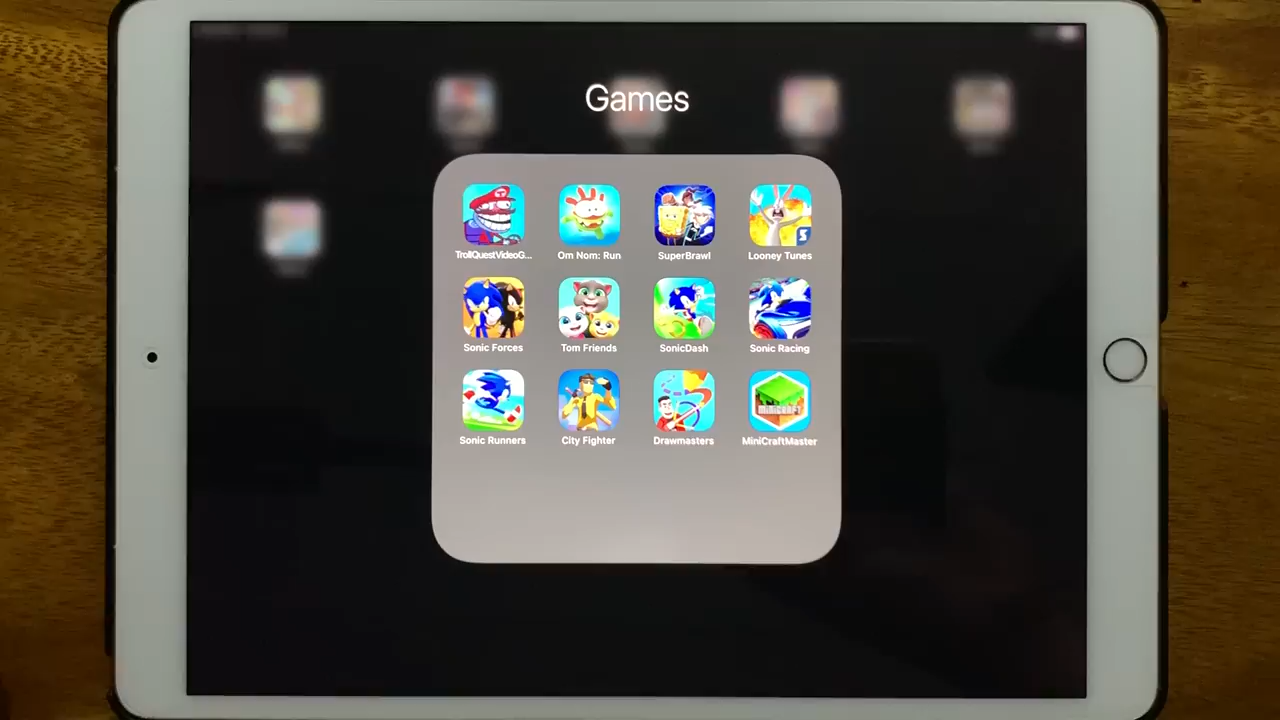 Games
TrollQuestVideoG...
Om Nom: Run
SuperBrawl
Looney Tunes
Sonic Forces
Tom Friends
SonicDash
Sonic Racing
Sonic Runners
City Fighter
Drawmasters
MINICRAFT
MiniCraftMaster